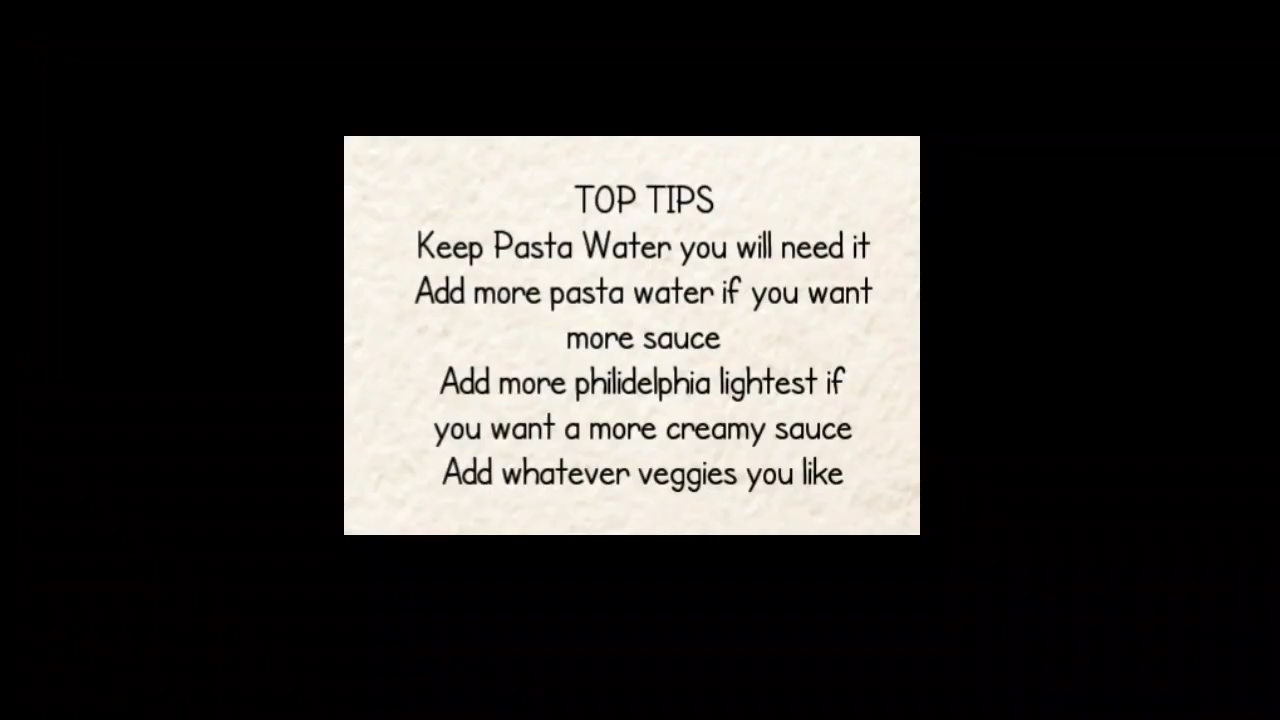 TOP TIPS
Keep Pasta Water you will need it
Add more pasta water if you want
more sauce
Add more philidelphia lightest if
you want a more creamy sauce
Add whatever veggies you like